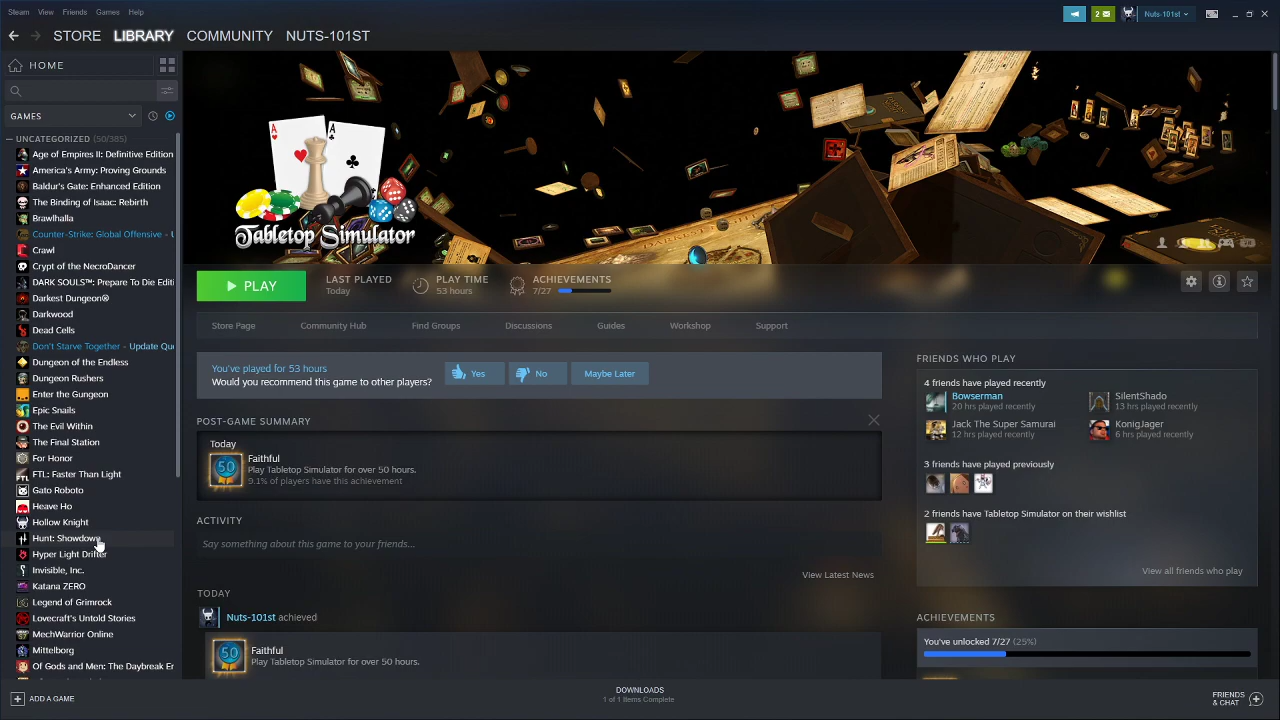 Steam View Friends Games Help
2
Nuts-101st
STORE LIBRARY COMMUNITY NUTS-101ST
HOME
GAMES
UNCATEGORIZED (50/385)
Age of Empires II: Definitive Edition
America's Army: Proving Grounds
Baldur's Gate: Enhanced Edition
The Binding of Isaac: Rebirth
Brawlhalla
Counter-Strike: Global Offensive - U
Crawl
Crypt of the NecroDancer
DARK SOULS™: Prepare To Die Editi
Darkest Dungeon®
Darkwood
Dead Cells
Don't Starve Together - Update Que
Dungeon of the Endless
Dungeon Rushers
Enter the Gungeon
Epic Snails
The Evil Within
The Final Station
For Honor
FTL: Faster Than Light
Gato Roboto
Heave Ho
Hollow Knight
Hunt: Showdown
Hyper Light Drifter
Invisible, Inc.
Katana ZERO
Legend of Grimrock
Lovecraft's Untold Stories
MechWarrior Online
Mittelborg
Of Gods and Men: The Daybreak Er
ADD A GAME
A A
Tabletop Simulator
PLAY
LAST PLAYED
Today
PLAY TIME
53 hours
ACHIEVEMENTS
7/27
Store Page Community Hub Find Groups Discussions Guides Workshop Support
You've played for 53 hours
Would you recommend this game to other players?
Yes No Maybe Later
POST-GAME SUMMARY
Today
50
Faithful
Play Tabletop Simulator for over 50 hours.
9.1% of players have this achievement
ACTIVITY
Say something about this game to your friends...
View Latest News
TODAY
Nuts-101st achieved
50
Faithful
Play Tabletop Simulator for over 50 hours.
FRIENDS WHO PLAY
4 friends have played recently
Bowserman
20 hrs played recently
SilentShado
13 hrs played recently
Jack The Super Samurai
12 hrs played recently
KonigJager
6 hrs played recently
3 friends have played previously
2 friends have Tabletop Simulator on their wishlist
View all friends who play
ACHIEVEMENTS
You've unlocked 7/27 (25%)
DOWNLOADS
1 of 1 Items Complete
FRIENDS
& CHAT